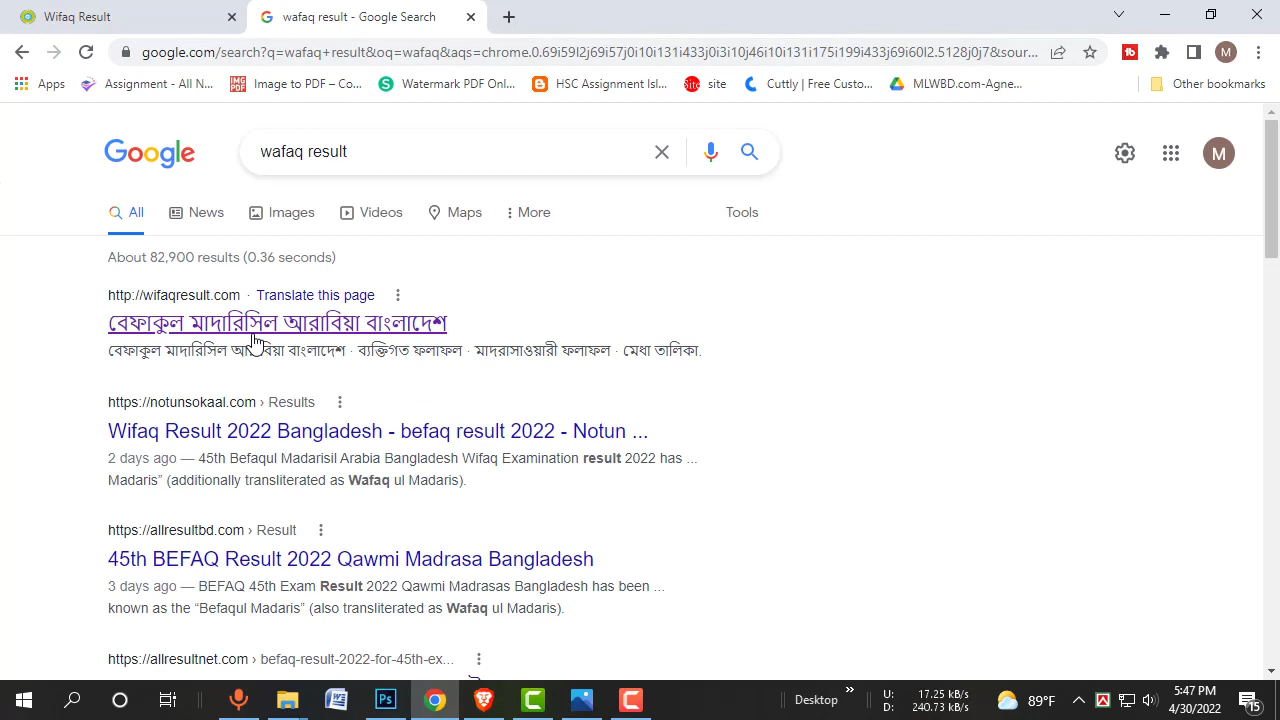 Wifaq Result
wafaq result - Google Search
google.com/search?q=wafaq+result&oq=wafaq&aqs=chrome.0.69i59l2j69i57j0i10i131i433j0i3i10j46i10i131i175i199i433j69i60l2.5128j0j7&sour...
M
Apps
Assignment - All N...
Image to PDF – Co...
Watermark PDF Onl...
HSC Assignment Isl...
site
Cuttly | Free Custo...
MLWBD.com-Agne...
Other bookmarks
Google
wafaq result
M
All
News
Images
Videos
Maps
More
Tools
About 82,900 results (0.36 seconds)
http://wifaqresult.com · Translate this page
বেফাকুল মাদারিসিল আরাবিয়া বাংলাদেশ
বেফাকুল মাদারিসিল আরাবিয়া বাংলাদেশ · ব্যক্তিগত ফলাফল · মাদরাসাওয়ারী ফলাফল · মেধা তালিকা.
https://notunsokaal.com › Results
Wifaq Result 2022 Bangladesh - befaq result 2022 - Notun ...
2 days ago — 45th Befaqul Madarisil Arabia Bangladesh Wifaq Examination result 2022 has ...
Madaris” (additionally transliterated as Wafaq ul Madaris).
https://allresultbd.com › Result
45th BEFAQ Result 2022 Qawmi Madrasa Bangladesh
3 days ago — BEFAQ 45th Exam Result 2022 Qawmi Madrasas Bangladesh has been ...
known as the “Befaqul Madaris” (also transliterated as Wafaq ul Madaris).
https://allresultnet.com › befaq-result-2022-for-45th-ex...
Desktop
U: 17.25 kB/s
D: 240.73 kB/s
89°F
5:47 PM
4/30/2022
15